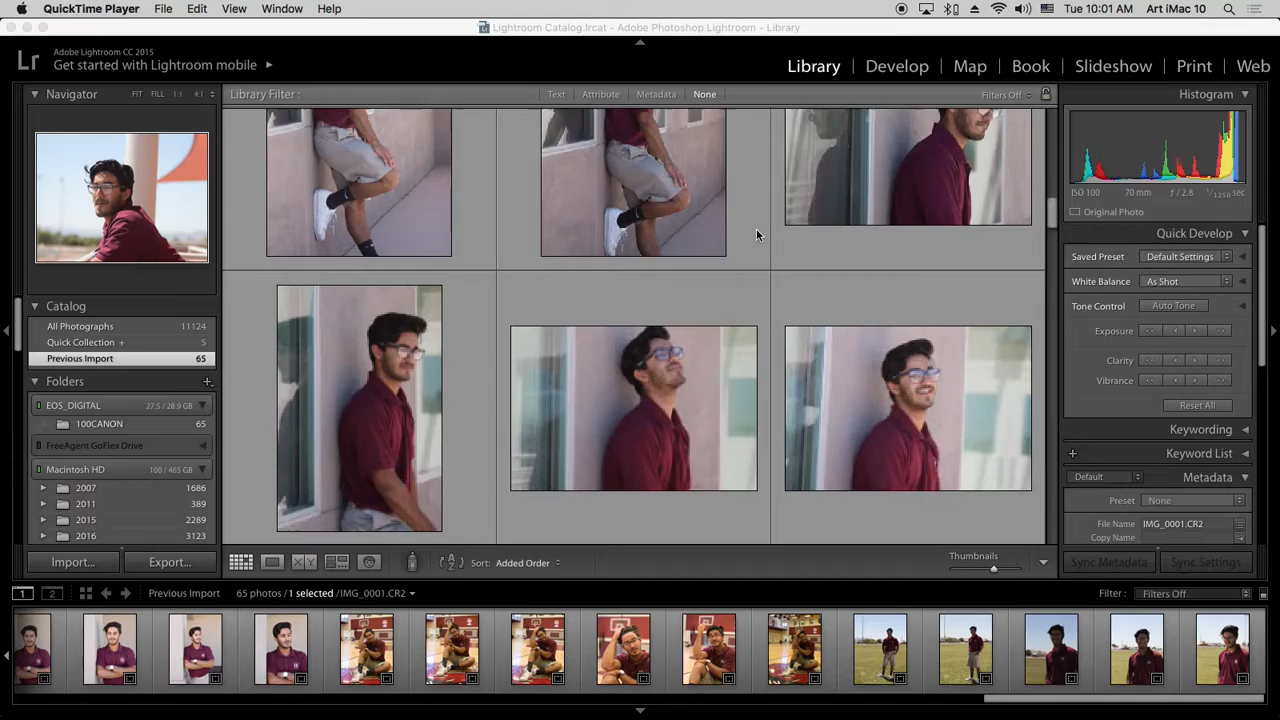 QuickTime Player File Edit View Window Help Tue 10:01 AM Art iMac 10
Lightroom Catalog.lrcat - Adobe Photoshop Lightroom - Library
Lr
Adobe Lightroom CC 2015
Get started with Lightroom mobile
Library Develop Map Book Slideshow Print Web
Navigator FIT FILL 1:1 4:1
Library Filter : Text Attribute Metadata None Filters Off
Histogram
ISO 100 70 mm ƒ / 2.8 1/1250 sec
Original Photo
Quick Develop
Saved Preset Default Settings
White Balance As Shot
Tone Control Auto Tone
Exposure
Clarity
Vibrance
Reset All
Keywording
Keyword List
Default Metadata
Preset None
File Name IMG_0001.CR2
Copy Name
Sync Metadata Sync Settings
Catalog
All Photographs 11124
Quick Collection + 5
Previous Import 65
Folders
EOS_DIGITAL 27.5 / 28.9 GB
100CANON 65
FreeAgent GoFlex Drive
Macintosh HD 100 / 465 GB
2007 1686
2011 389
2015 2289
2016 3123
Import... Export...
XY Sort: Added Order Thumbnails
1 2 Previous Import 65 photos / 1 selected / IMG_0001.CR2 Filter : Filters Off